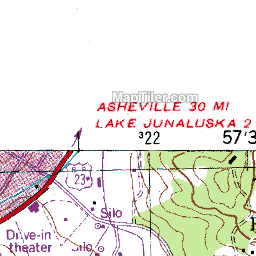 MapTiler.com
ASHEVILLE 30 MI
LAKE JUNALUSKA 2
³22
57'3
23
Silo
Drive-in
theater
Silo